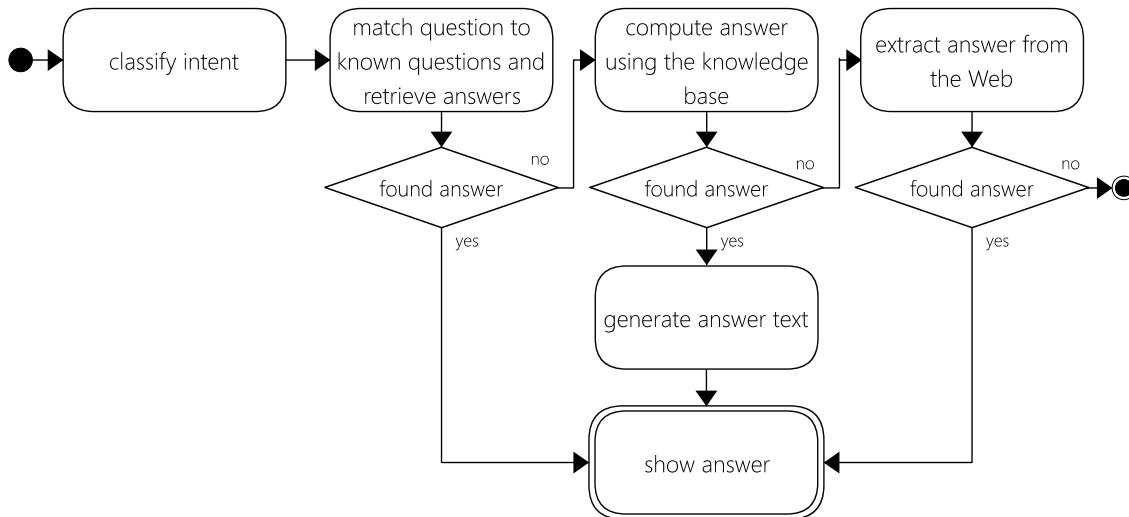 classify intent
match question to
known questions and
retrieve answers
compute answer
using the knowledge
base
extract answer from
the Web
found answer
no
yes
found answer
no
yes
found answer
no
yes
generate answer text
show answer